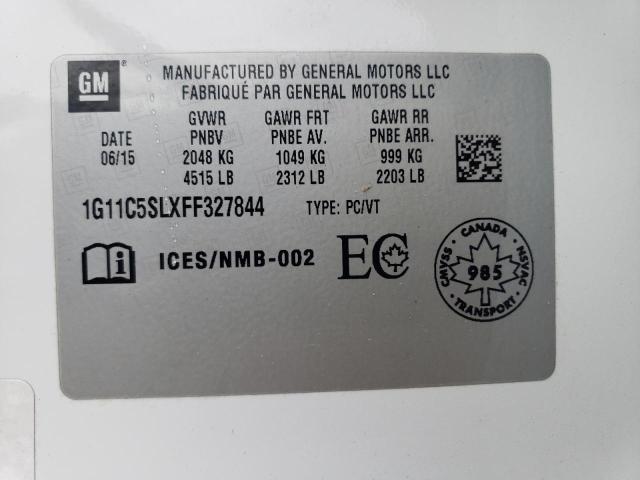 GM
MANUFACTURED BY GENERAL MOTORS LLC
FABRIQUÉ PAR GENERAL MOTORS LLC
GVWR GAWR FRT GAWR RR
DATE PNBV PNBE AV. PNBE ARR.
06/15 2048 KG 1049 KG 999 KG
4515 LB 2312 LB 2203 LB
1G11C5SLXFF327844 TYPE: PC/VT
i ICES/NMB-002 EC
CANADA
CMVSS 985 NSVAC
TRANSPORT